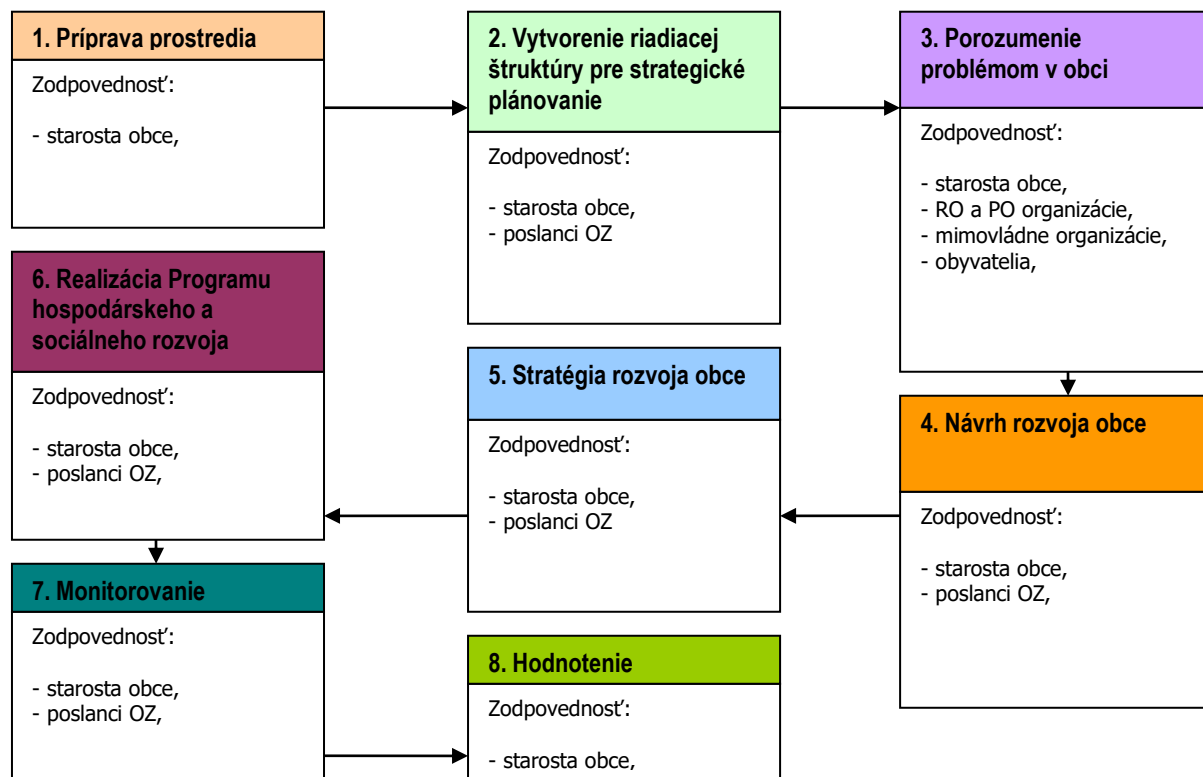 1. Príprava prostredia
Zodpovednosť:
- starosta obce,
2. Vytvorenie riadiacej
štruktúry pre strategické
plánovanie
Zodpovednosť:
- starosta obce,
- poslanci OZ
3. Porozumenie
problémom v obci
Zodpovednosť:
- starosta obce,
- RO a PO organizácie,
- mimovládne organizácie,
- obyvatelia,
4. Návrh rozvoja obce
Zodpovednosť:
- starosta obce,
- poslanci OZ,
5. Stratégia rozvoja obce
Zodpovednosť:
- starosta obce,
- poslanci OZ
6. Realizácia Programu
hospodárskeho a
sociálneho rozvoja
Zodpovednosť:
- starosta obce,
- poslanci OZ,
7. Monitorovanie
Zodpovednosť:
- starosta obce,
- poslanci OZ,
8. Hodnotenie
Zodpovednosť:
- starosta obce,